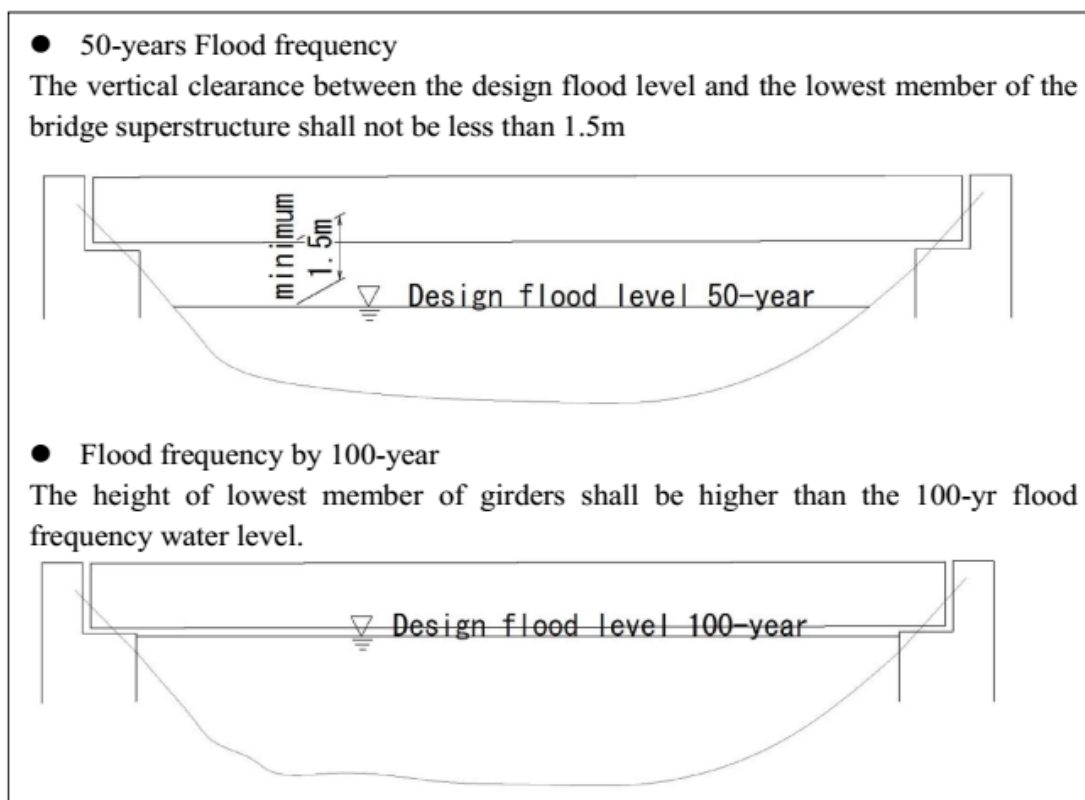 ● 50-years Flood frequency
The vertical clearance between the design flood level and the lowest member of the
bridge superstructure shall not be less than 1.5m
minimum
1.5m
Design flood level 50-year
● Flood frequency by 100-year
The height of lowest member of girders shall be higher than the 100-yr flood
frequency water level.
Design flood level 100-year